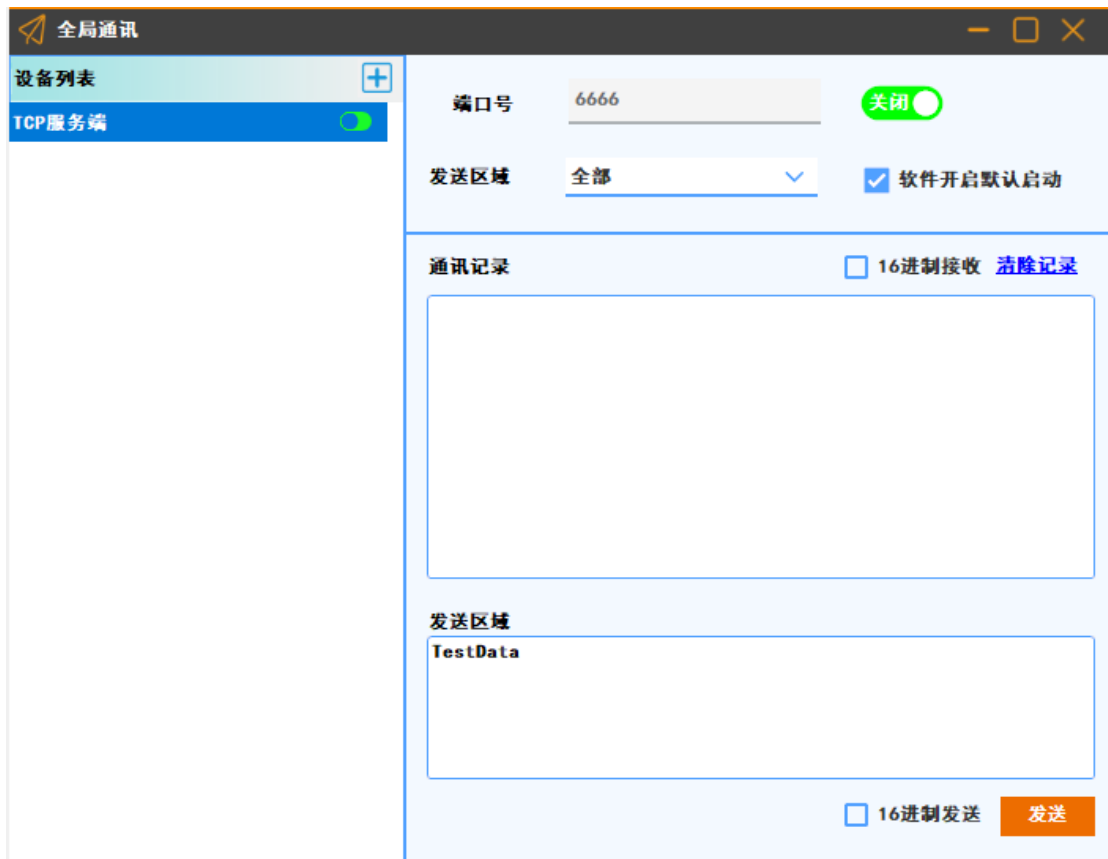 全局通讯
设备列表
TCP服务端
端口号 6666 关闭
发送区域 全部 软件开启默认启动
通讯记录 16进制接收 清除记录
发送区域
TestData
16进制发送 发送